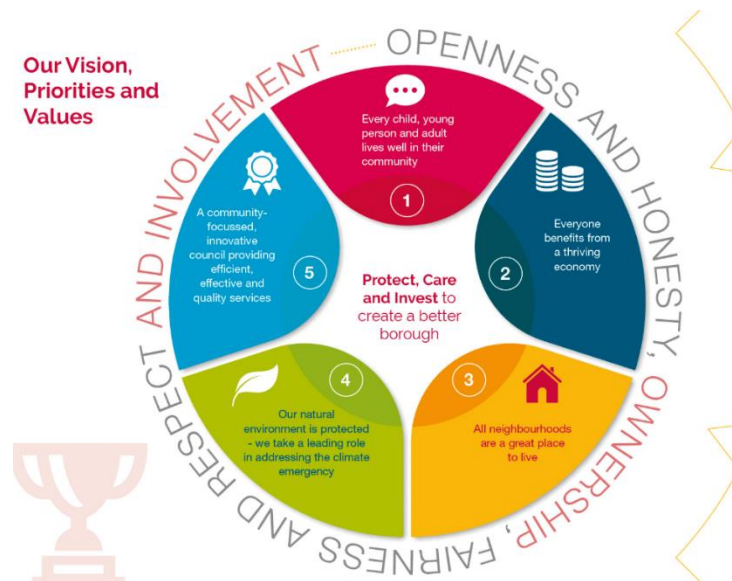 Our Vision,
Priorities and
Values
OPENNESS AND HONESTY, OWNERSHIP, FAIRNESS AND RESPECT AND INVOLVEMENT
Every child, young
person and adult
lives well in their
community
1
Everyone
benefits from
a thriving
economy
2
All neighbourhoods
are a great place
to live
3
Our natural
environment is protected
- we take a leading role
in addressing the climate
emergency
4
A community-
focussed,
innovative
council providing
efficient,
effective and
quality services
5
Protect, Care
and Invest to
create a better
borough